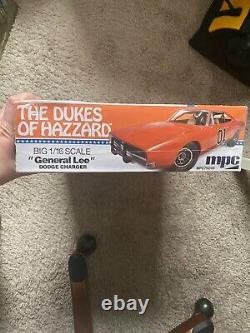 THE DUKES
OF HAZZARD
BIG 1/16 SCALE
"General Lee"
DODGE CHARGER
01
mpc